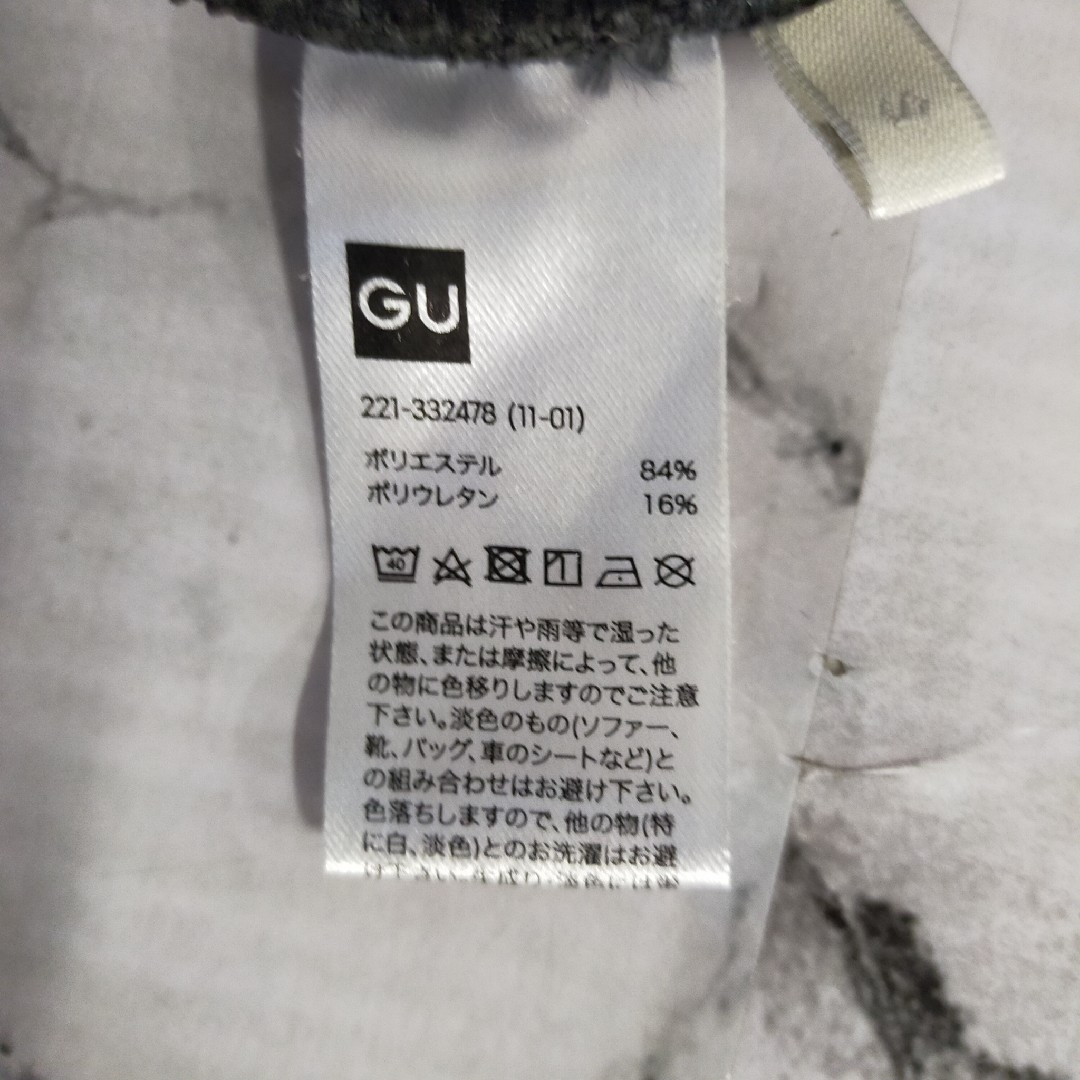 GU
221-332478 (11-01)
ポリエステル 84%
ポリウレタン 16%
40
この商品は汗や雨等で湿った
状態、または摩擦によって、他
の物に色移りしますのでご注意
下さい。淡色のもの(ソファー、
靴、バッグ、車のシートなど)と
の組み合わせはお避け下さい。
色落ちしますので、他の物(特
に白、淡色)とのお洗濯はお避